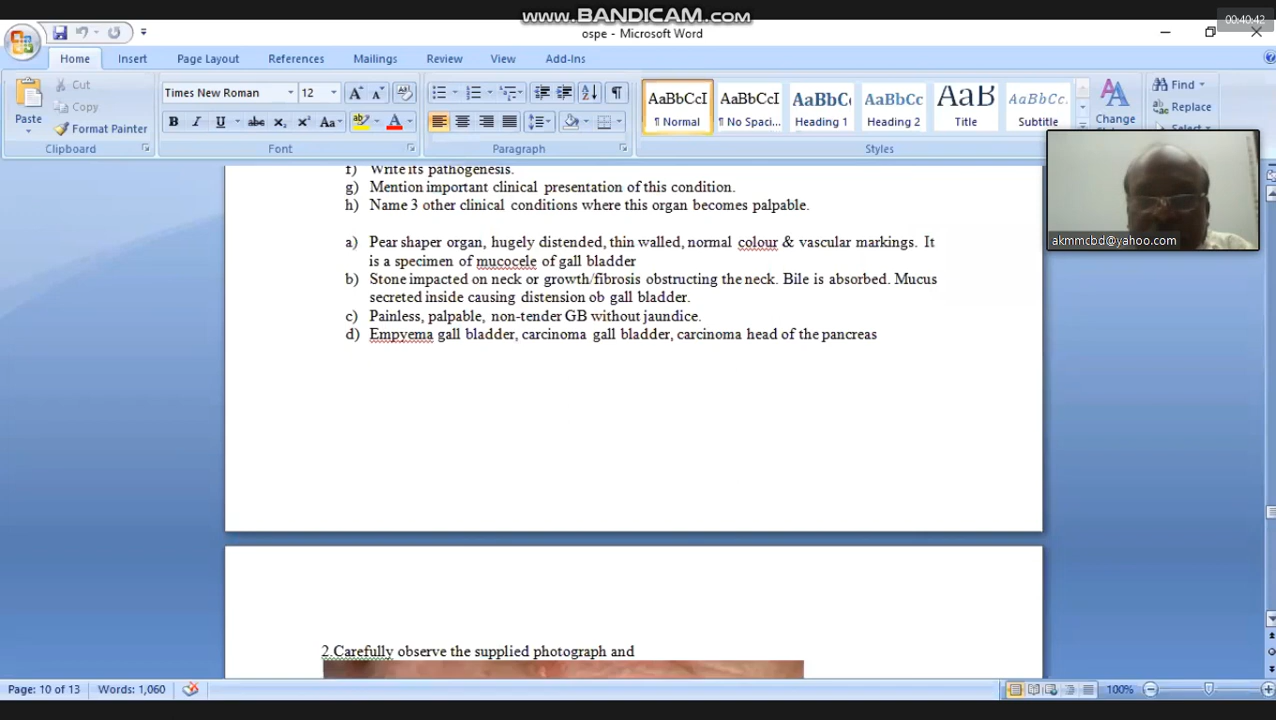 www.BANDICAM.com
00:40:42
ospe - Microsoft Word
Home Insert Page Layout References Mailings Review View Add-Ins
Cut
Copy
Paste
Format Painter
Clipboard
Times New Roman 12
Font
Paragraph
AaBbCcI AaBbCcI AaBbC AaBbCc AaB AaBbCc.
¶ Normal ¶ No Spaci... Heading 1 Heading 2 Title Subtitle
Change
Styles
Find
Replace
Select
akmmcbd@yahoo.com
f) Write its pathogenesis.
g) Mention important clinical presentation of this condition.
h) Name 3 other clinical conditions where this organ becomes palpable.
a) Pear shaper organ, hugely distended, thin walled, normal colour & vascular markings. It
is a specimen of mucocele of gall bladder
b) Stone impacted on neck or growth/fibrosis obstructing the neck. Bile is absorbed. Mucus
secreted inside causing distension ob gall bladder.
c) Painless, palpable, non-tender GB without jaundice.
d) Empyema gall bladder, carcinoma gall bladder, carcinoma head of the pancreas
2.Carefully observe the supplied photograph and
Page: 10 of 13 Words: 1,060
100%